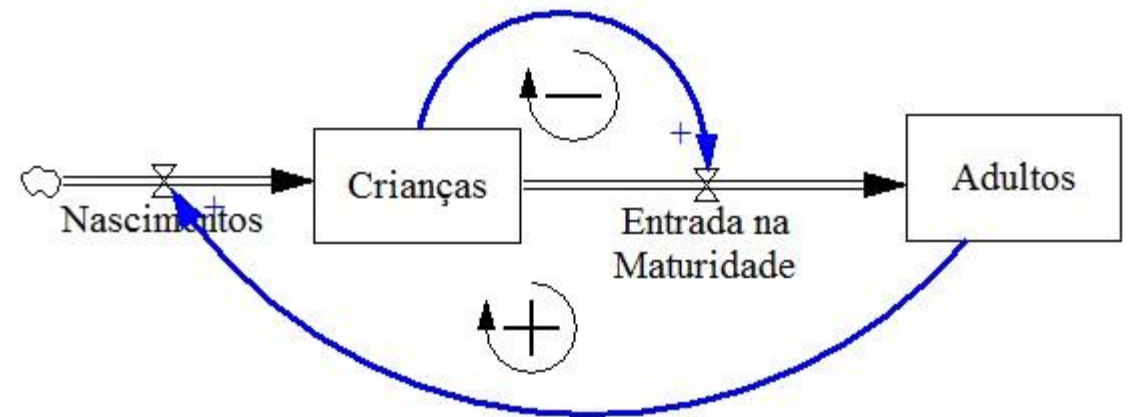 Crianças
Adultos
Nascimentos
Entrada na
Maturidade
+
+
−
+